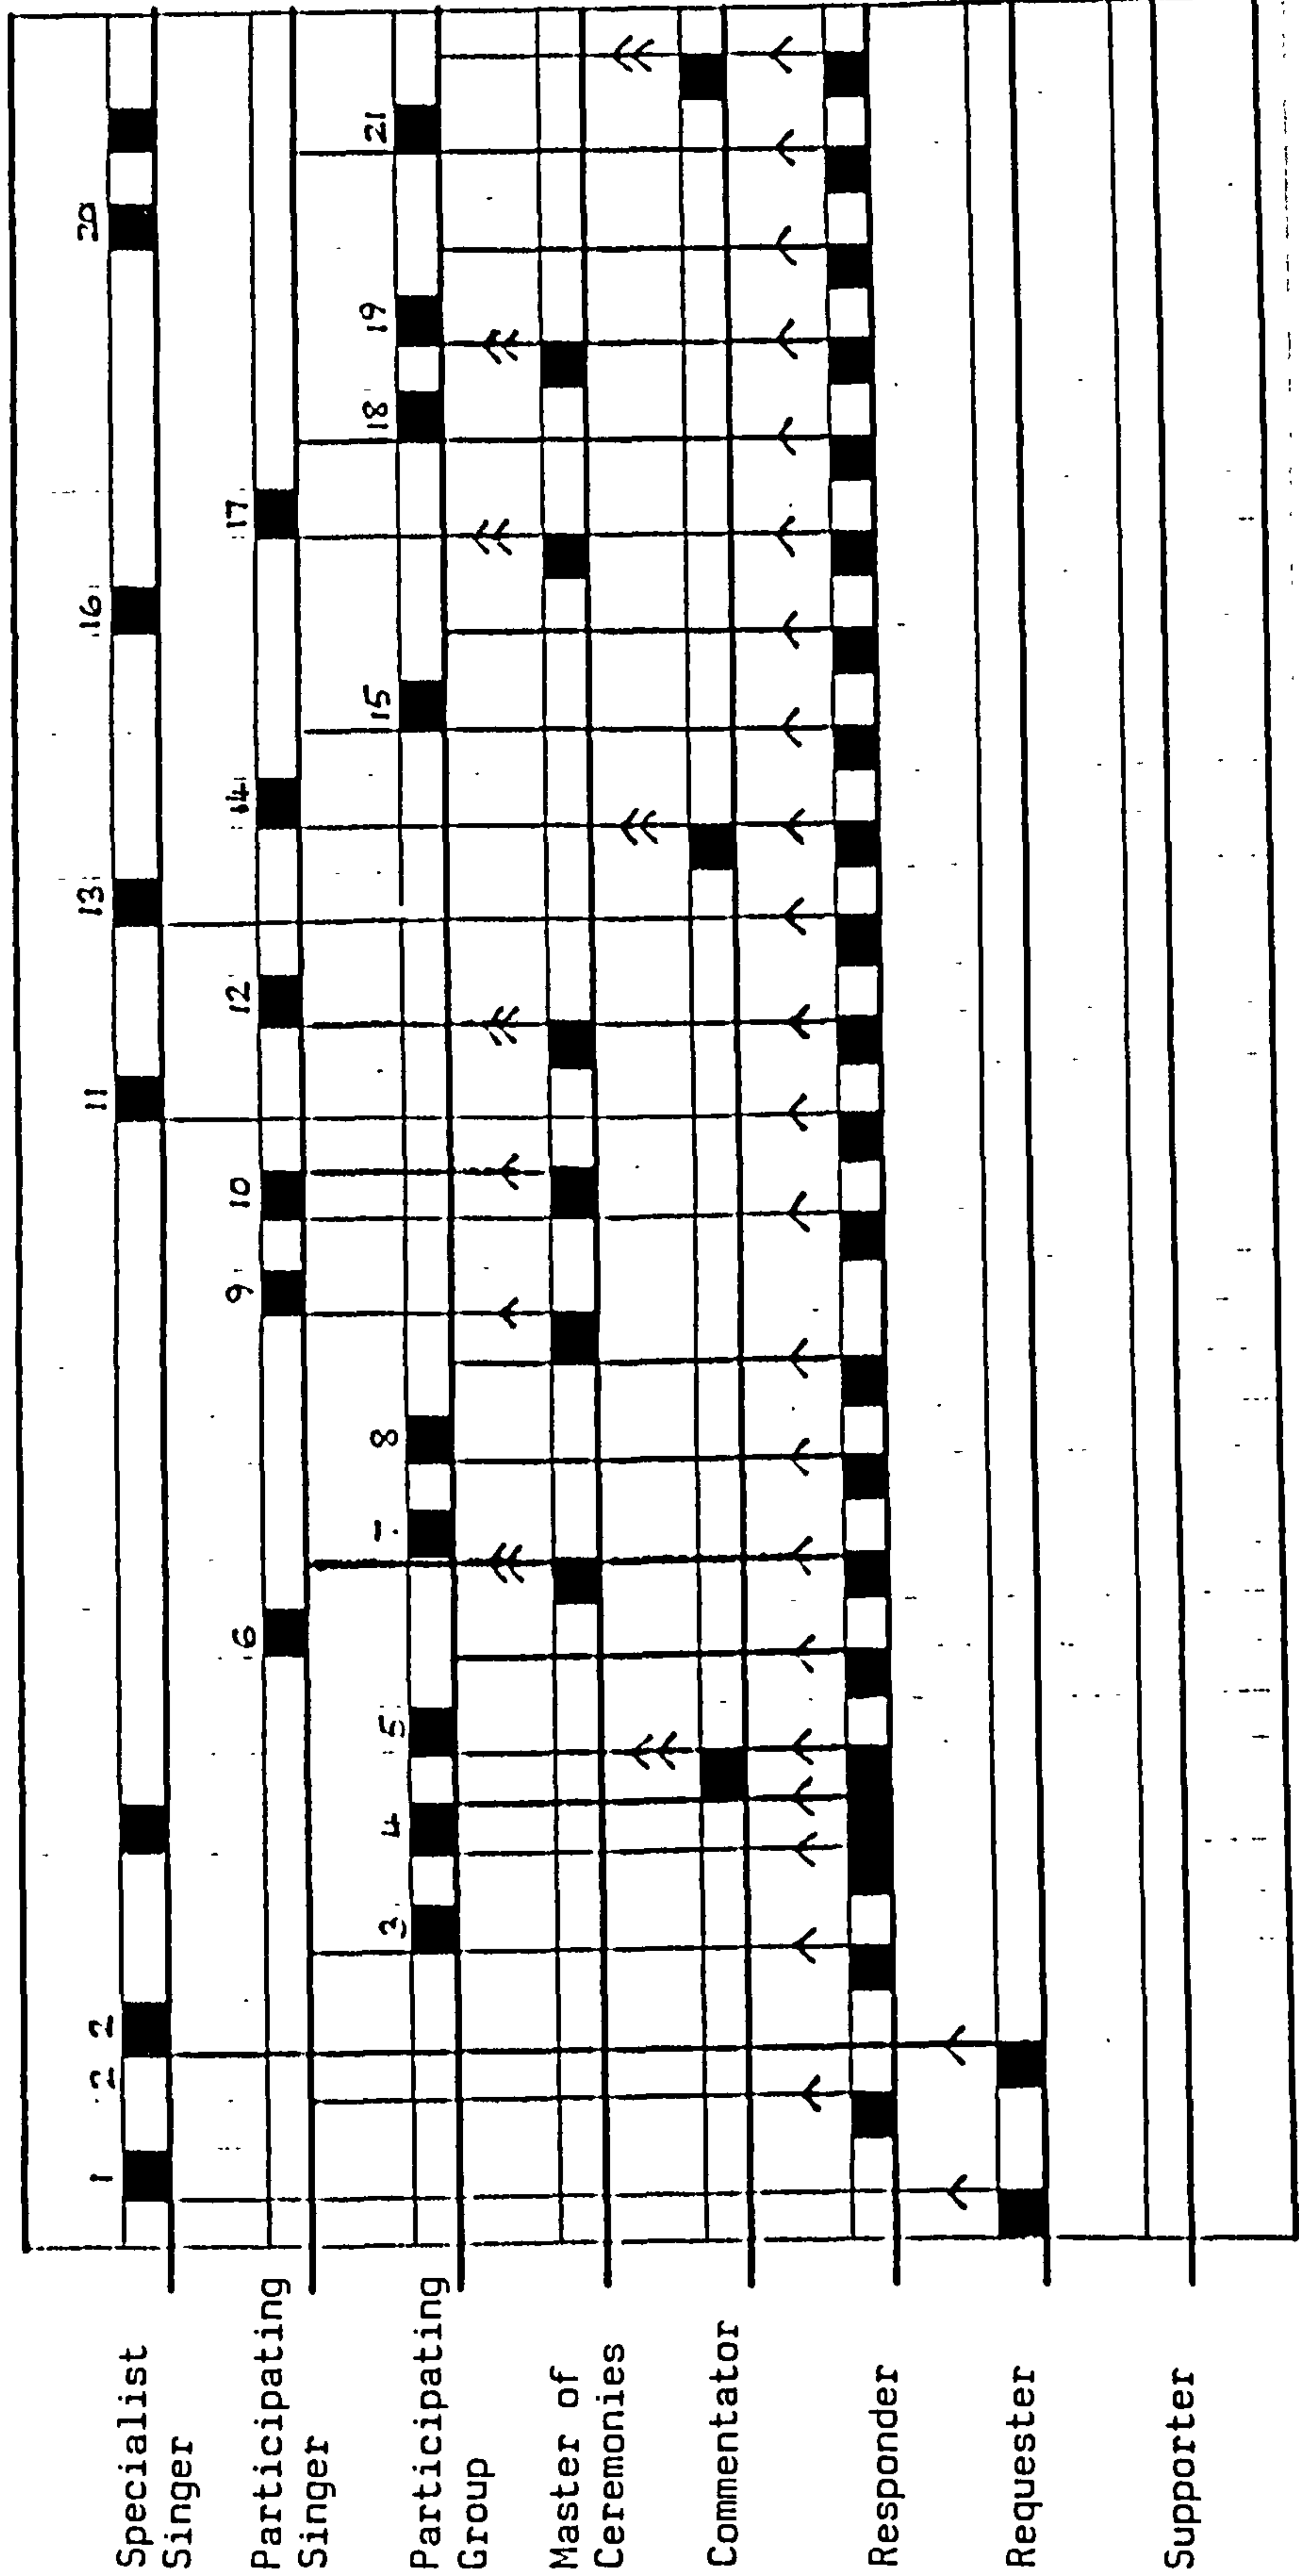 Specialist
Singer
Participating
Singer
Participating
Group
Master of
Ceremonies
Commentator
Responder
Requester
Supporter
1
2
2
3
4
5
6
8
9
10
11
12
13
14
15
16
17
18
19
20
21